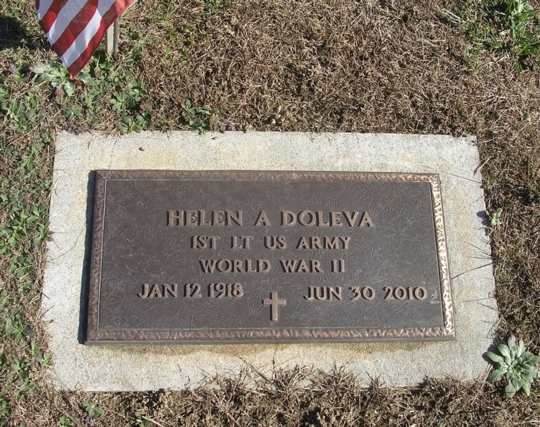 HELEN A DOLEVA
1ST LT US ARMY
WORLD WAR II
JAN 12 1918 JUN 30 2010